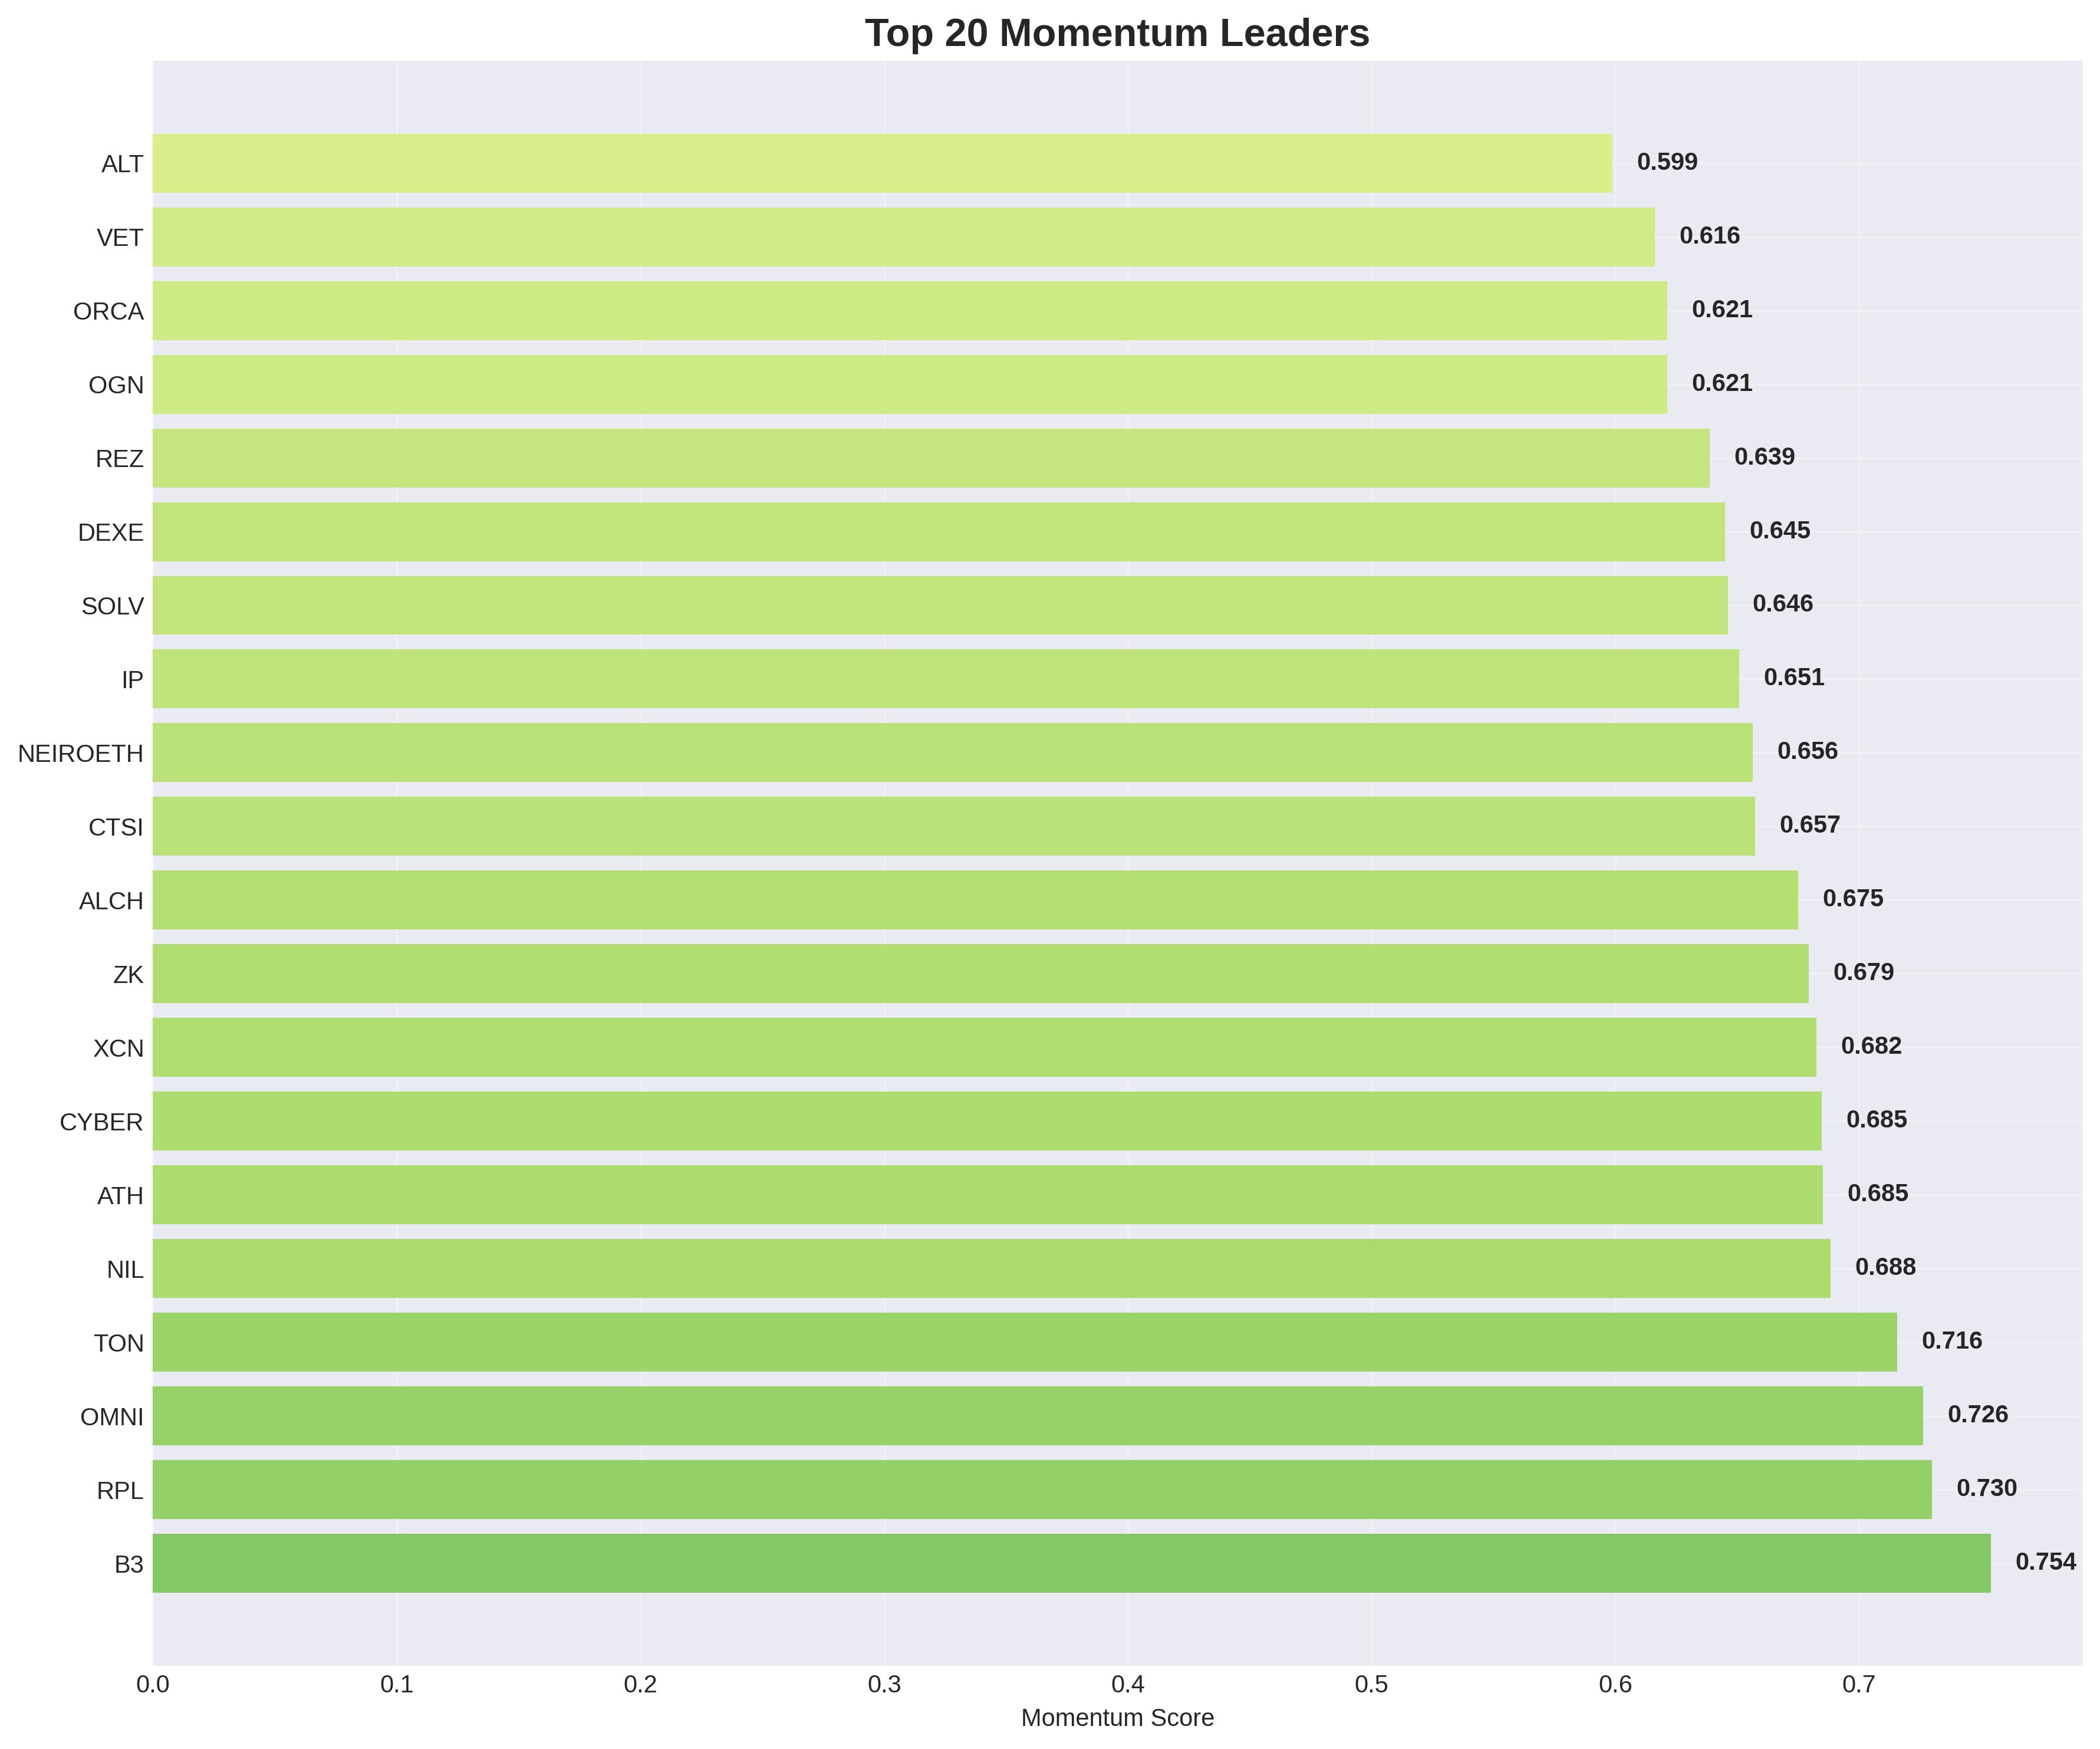 Top 20 Momentum Leaders
ALT 0.599
VET 0.616
ORCA 0.621
OGN 0.621
REZ 0.639
DEXE 0.645
SOLV 0.646
IP 0.651
NEIROETH 0.656
CTSI 0.657
ALCH 0.675
ZK 0.679
XCN 0.682
CYBER 0.685
ATH 0.685
NIL 0.688
TON 0.716
OMNI 0.726
RPL 0.730
B3 0.754
0.0 0.1 0.2 0.3 0.4 0.5 0.6 0.7
Momentum Score